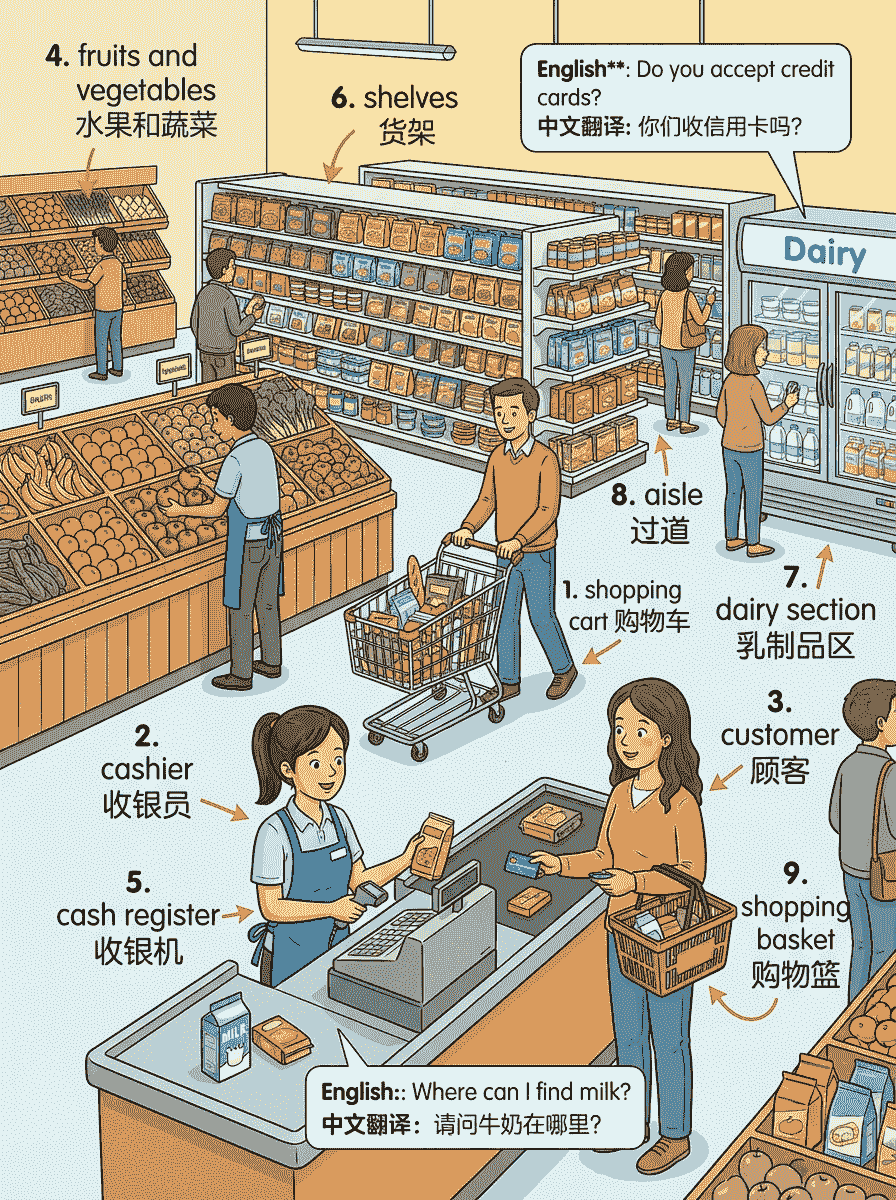 4. fruits and
vegetables
水果和蔬菜
6. shelves
货架
English**: Do you accept credit
cards?
中文翻译: 你们收信用卡吗?
Dairy
8. aisle
过道
7.
dairy section
乳制品区
1. shopping
cart 购物车
3.
customer
顾客
2.
cashier
收银员
5.
cash register
收银机
9.
shopping
basket
购物篮
MILK
English:: Where can I find milk?
中文翻译：请问牛奶在哪里?